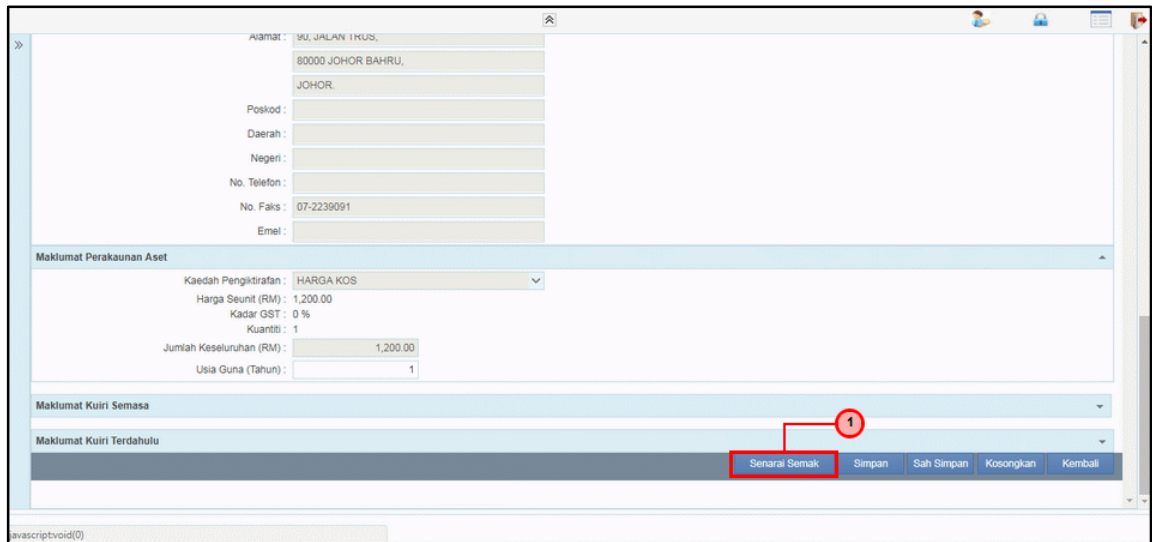 Alamat : 90, JALAN TRUS,
80000 JOHOR BAHRU,
JOHOR.
Poskod :
Daerah :
Negeri :
No. Telefon :
No. Faks : 07-2239091
Emel :
Maklumat Perakaunan Aset
Kaedah Pengiktirafan : HARGA KOS
Harga Seunit (RM) : 1,200.00
Kadar GST : 0 %
Kuantiti : 1
Jumlah Keseluruhan (RM) : 1,200.00
Usia Guna (Tahun) : 1
Maklumat Kuiri Semasa
1
Maklumat Kuiri Terdahulu
Senarai Semak Simpan Sah Simpan Kosongkan Kembali
javascript:void(0)